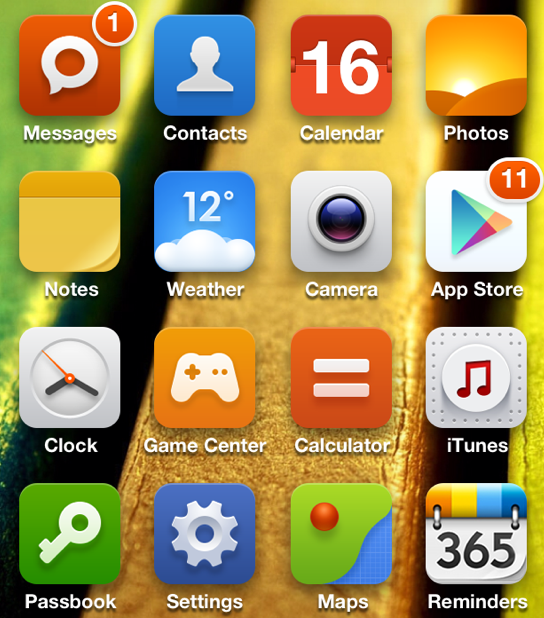 1
16
Messages
Contacts
Calendar
Photos
11
12°
Notes
Weather
Camera
App Store
Clock
Game Center
Calculator
iTunes
365
Passbook
Settings
Maps
Reminders